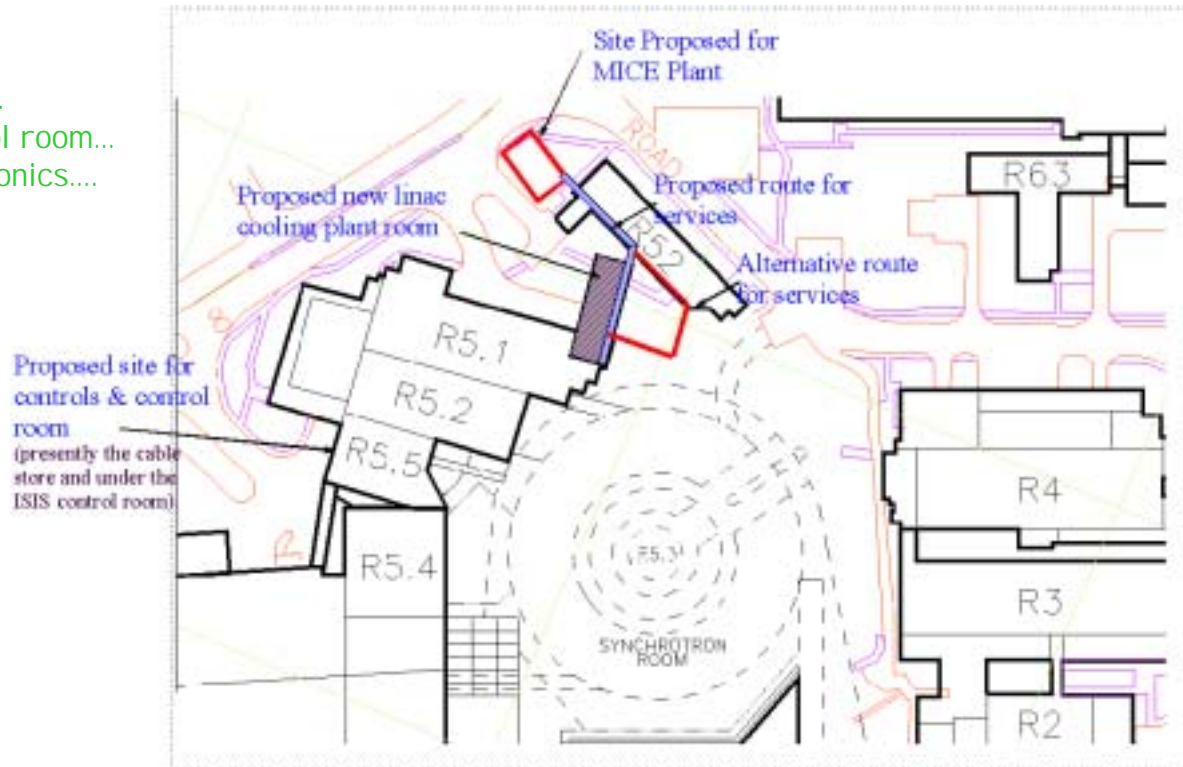 ol room...
onics....
Site Proposed for
MICE Plant
ROAD
Proposed new linac
cooling plant room
Proposed route for
services
R52
R63
Alternative route
for services
R5.1
R5.2
R5.5
Proposed site for
controls & control
room
(presently the cable
store and under the
ISIS control room)
R5.4
R5.3
SYNCHROTRON
ROOM
R4
R3
R2